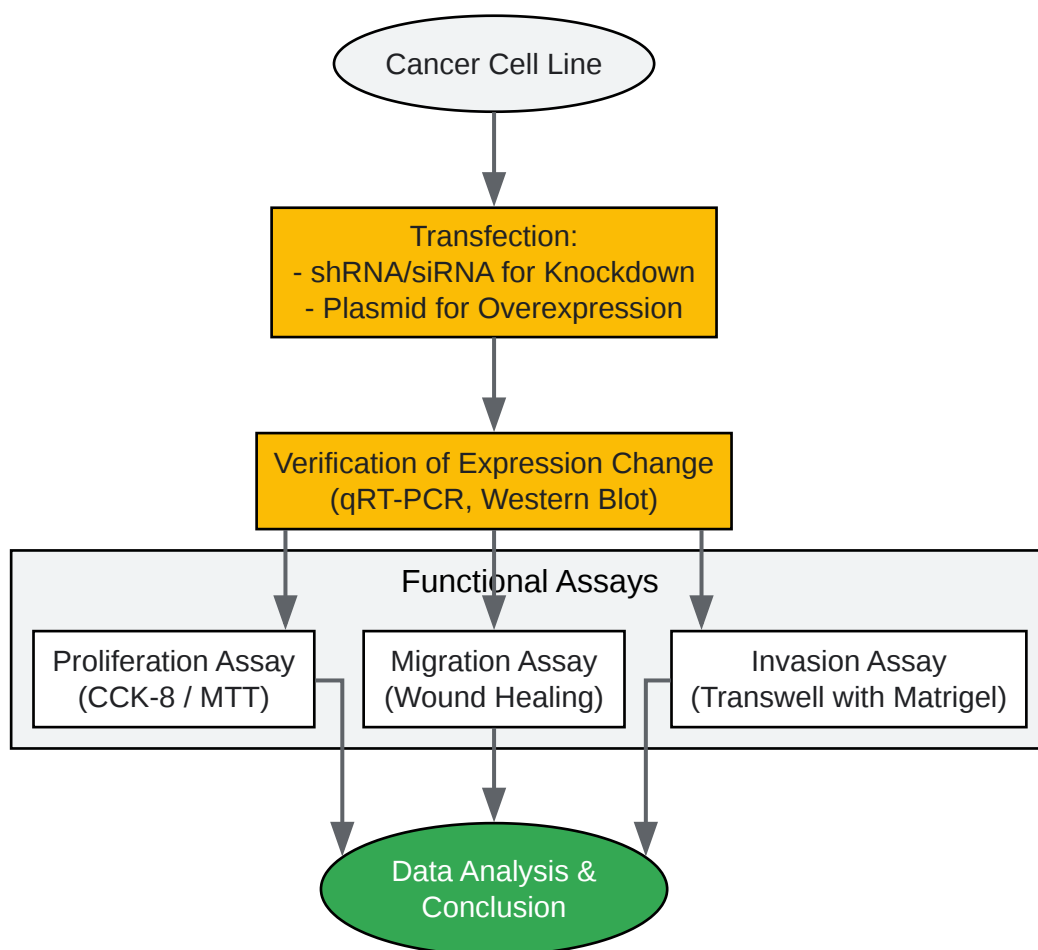 Cancer Cell Line
Transfection:
- shRNA/siRNA for Knockdown
- Plasmid for Overexpression
Verification of Expression Change
(qRT-PCR, Western Blot)
Functional Assays
Proliferation Assay
(CCK-8 / MTT)
Migration Assay
(Wound Healing)
Invasion Assay
(Transwell with Matrigel)
Data Analysis &
Conclusion